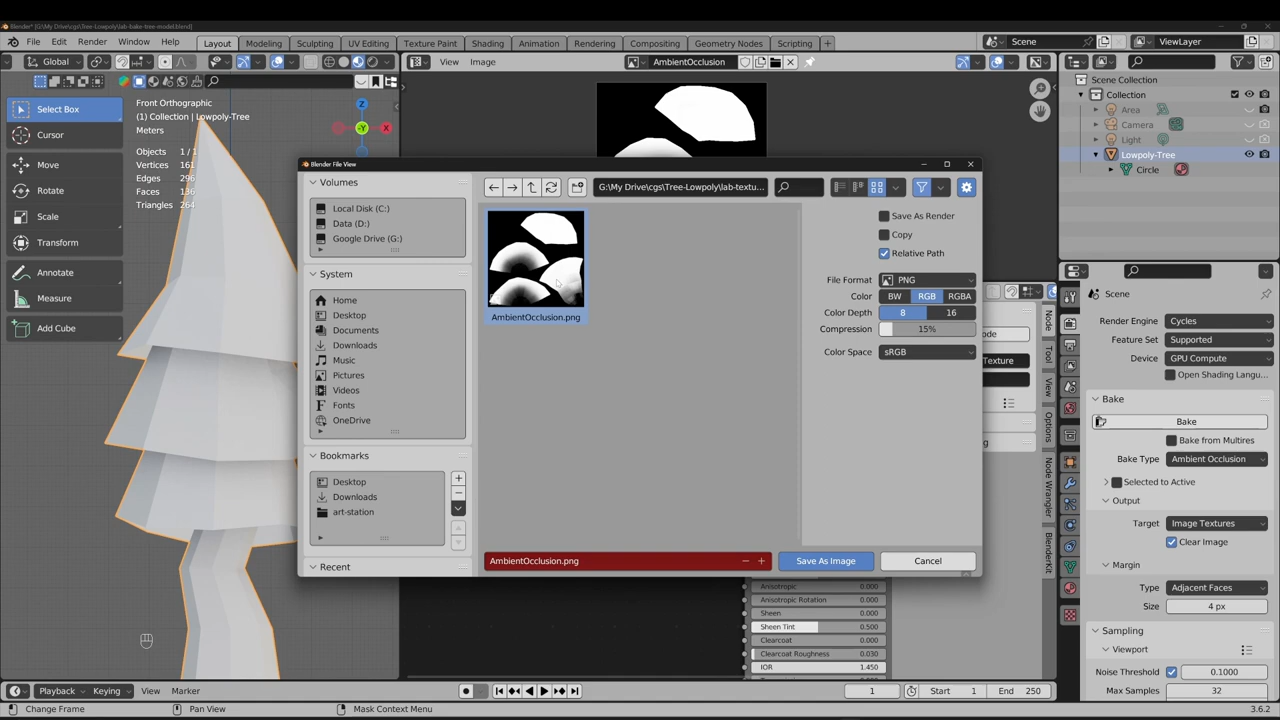 Blender* [G:\My Drive\cgs\Tree-Lowpoly\lab-bake-tree-model.blend]
File Edit Render Window Help
Layout Modeling Sculpting UV Editing Texture Paint Shading Animation Rendering Compositing Geometry Nodes Scripting +
Scene
ViewLayer
Global
View Image
AmbientOcclusion
Select Box
Cursor
Move
Rotate
Scale
Transform
Annotate
Measure
Add Cube
Front Orthographic
(1) Collection | Lowpoly-Tree
Meters
Objects 1/1
Vertices 161
Edges 296
Faces 136
Triangles 264
Z
-Y
X
Blender File View
Volumes
Local Disk (C:)
Data (D:)
Google Drive (G:)
System
Home
Desktop
Documents
Downloads
Music
Pictures
Videos
Fonts
OneDrive
Bookmarks
Desktop
Downloads
art-station
Recent
G:\My Drive\cgs\Tree-Lowpoly\lab-textu...
AmbientOcclusion.png
Save As Render
Copy
Relative Path
File Format PNG
Color BW RGB RGBA
Color Depth 8 16
Compression 15%
Color Space sRGB
AmbientOcclusion.png
Save As Image
Cancel
Texture
Node
Tool
View
Options
Node Wrangler
BlenderKit
Anisotropic 0.000
Anisotropic Rotation 0.000
Sheen 0.000
Sheen Tint 0.500
Clearcoat 0.000
Clearcoat Roughness 0.030
IOR 1.450
Scene Collection
Collection
Area
Camera
Light
Lowpoly-Tree
Circle
Scene
Render Engine Cycles
Feature Set Supported
Device GPU Compute
Open Shading Langu...
Bake
Bake
Bake from Multires
Bake Type Ambient Occlusion
Selected to Active
Output
Target Image Textures
Clear Image
Margin
Type Adjacent Faces
Size 4 px
Sampling
Viewport
Noise Threshold 0.1000
Max Samples 32
Playback Keying View Marker
1
Start 1
End 250
Change Frame
Pan View
Mask Context Menu
3.6.2